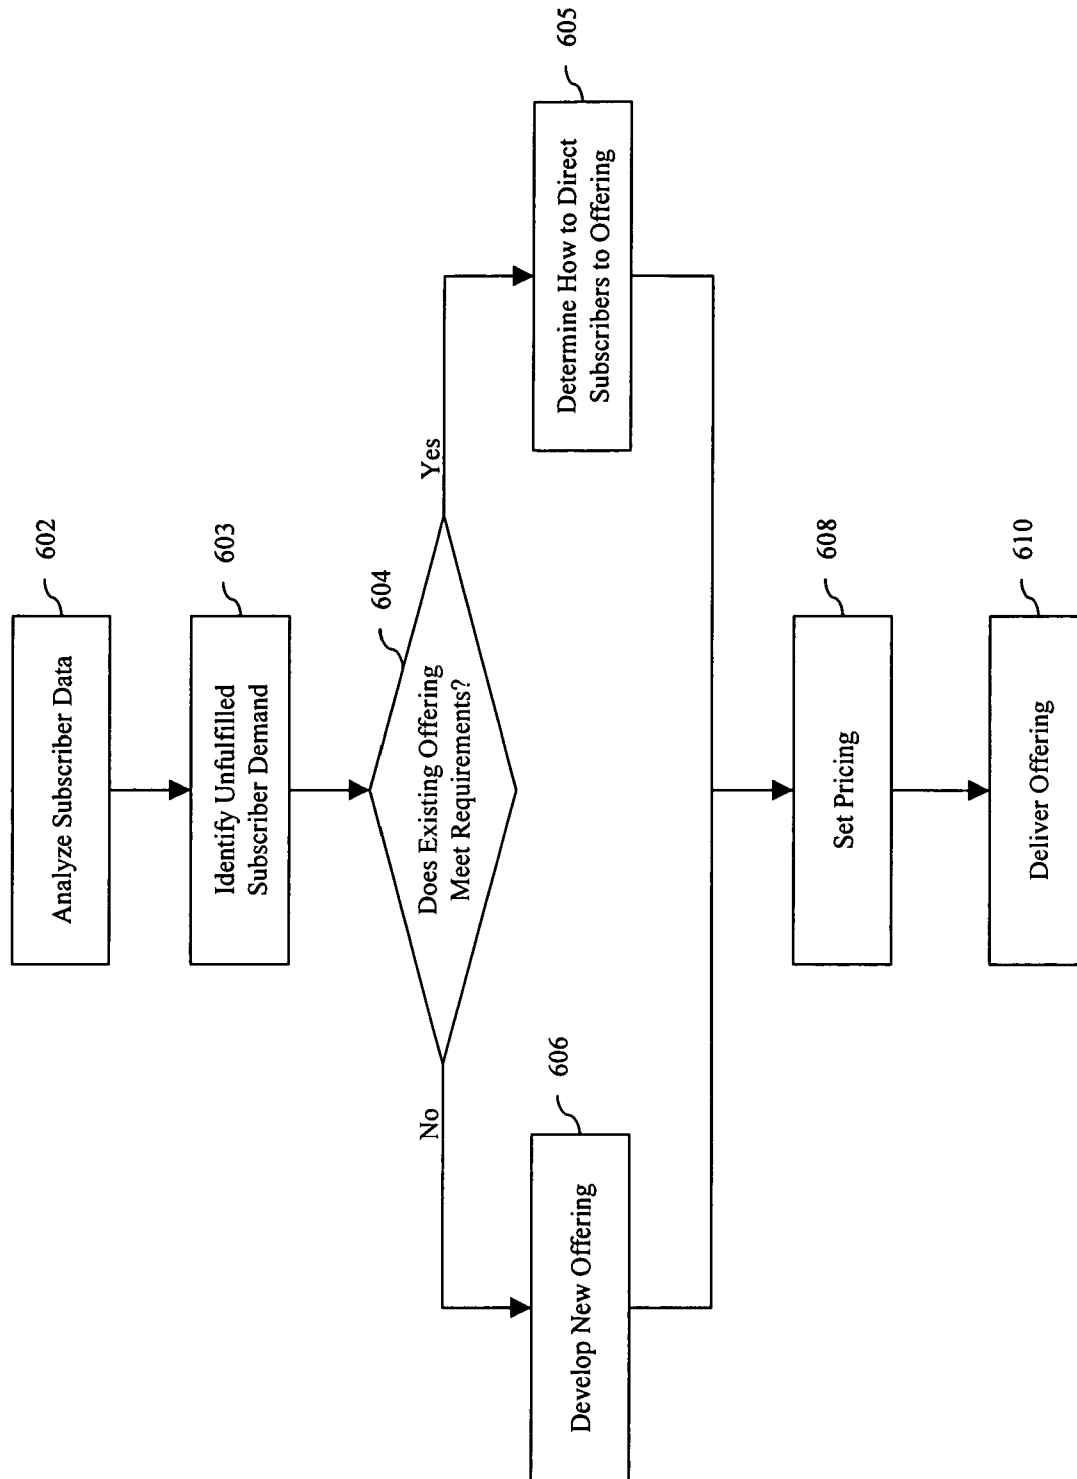 602
Analyze Subscriber Data
603
Identify Unfulfilled
Subscriber Demand
604
Does Existing Offering
Meet Requirements?
No
Yes
606
Develop New Offering
605
Determine How to Direct
Subscribers to Offering
608
Set Pricing
610
Deliver Offering